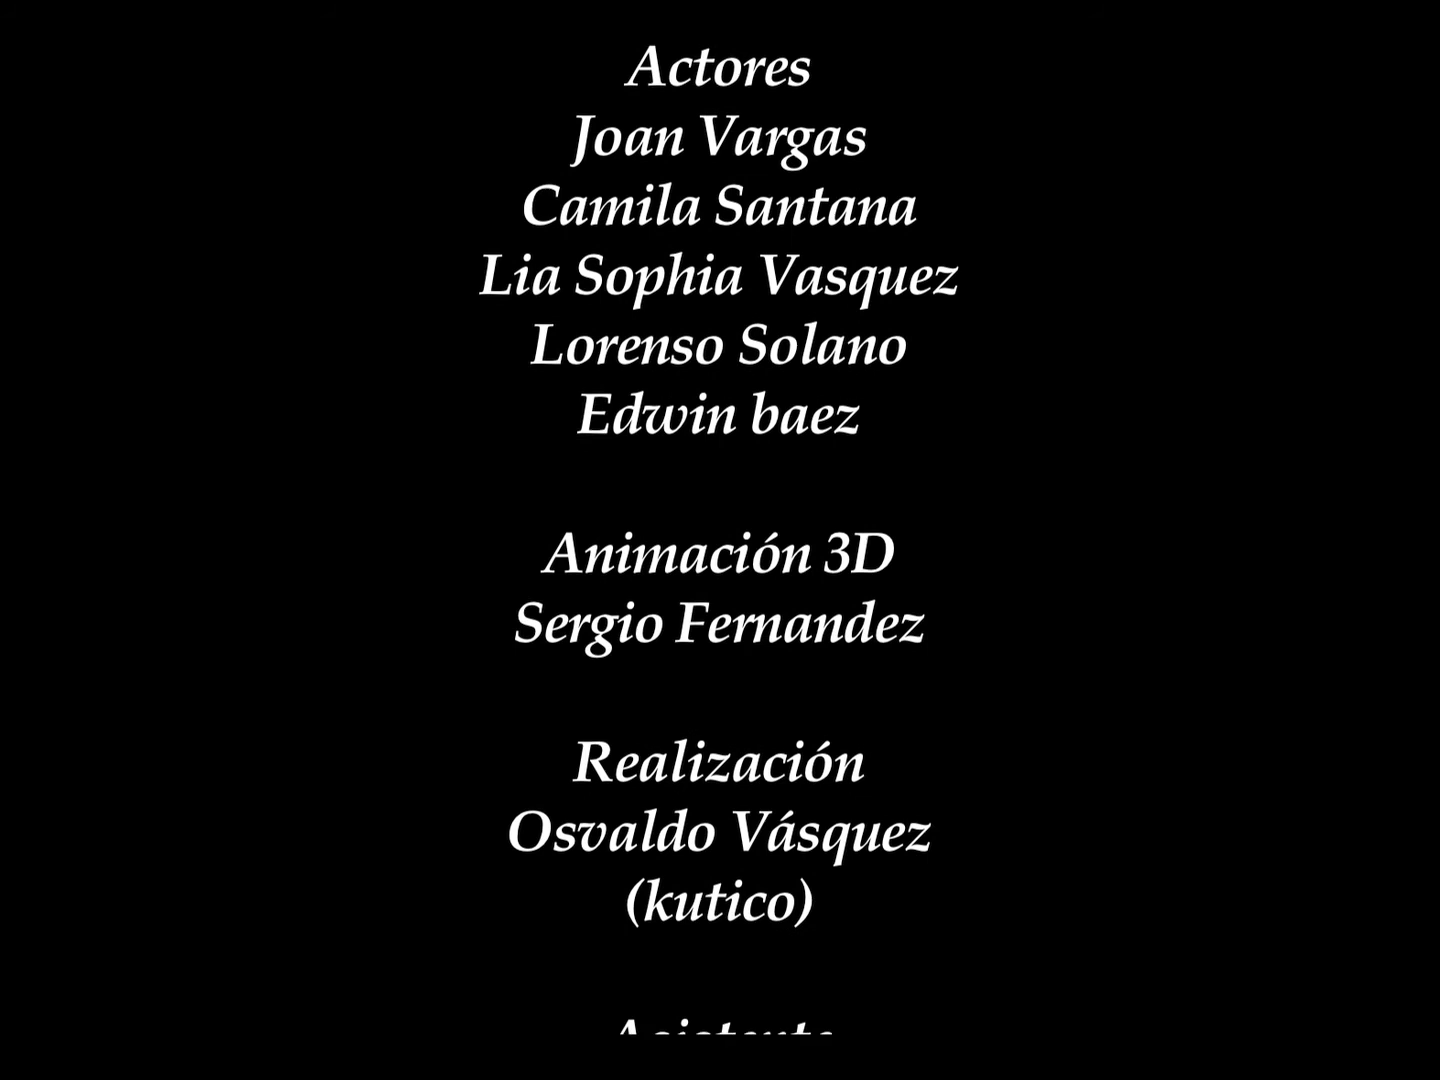 Actores
Joan Vargas
Camila Santana
Lia Sophia Vasquez
Lorenso Solano
Edwin baez
Animación 3D
Sergio Fernandez
Realización
Osvaldo Vásquez
(kutico)
Asistente